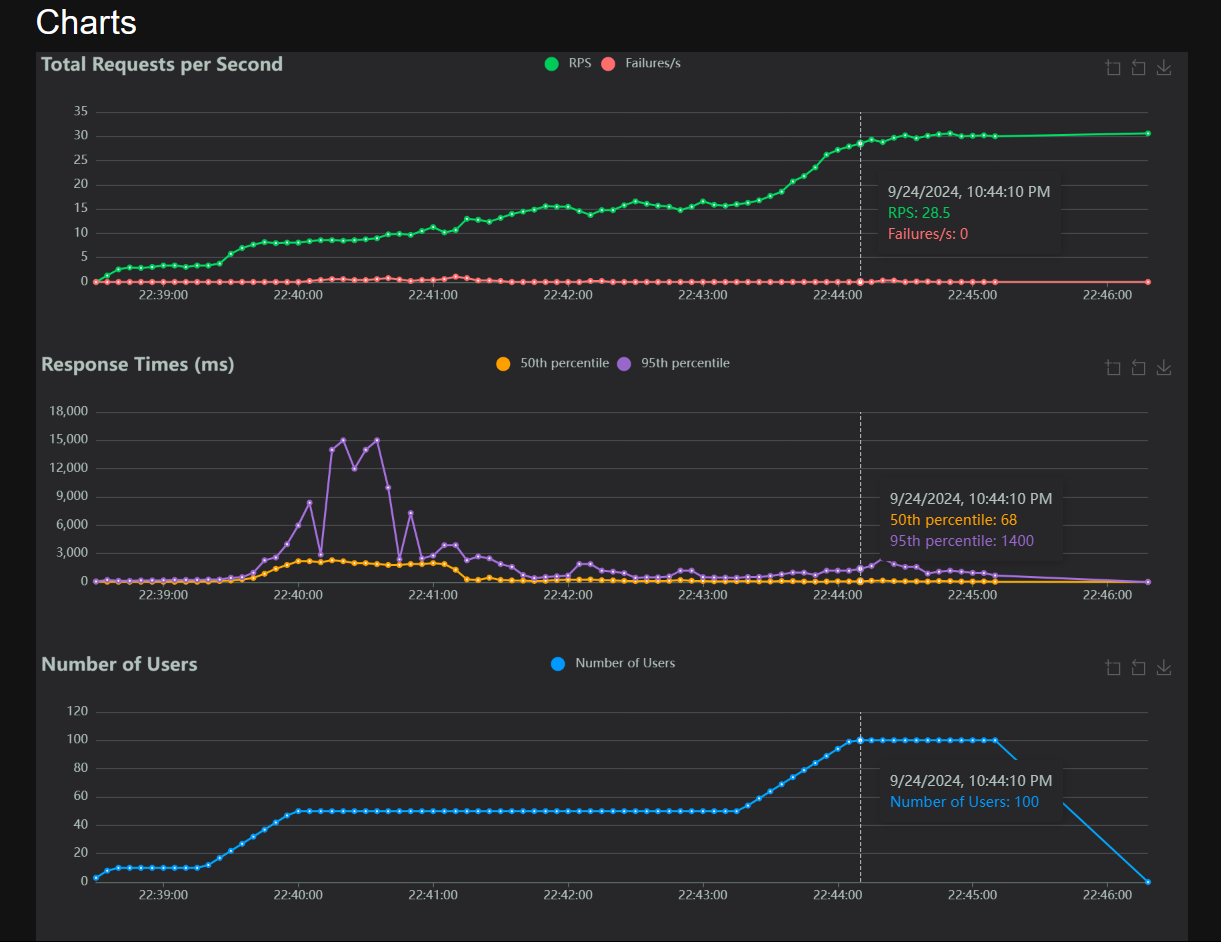 Charts
Total Requests per Second
RPS
Failures/s
35
30
25
20
15
10
5
0
9/24/2024, 10:44:10 PM
RPS: 28.5
Failures/s: 0
22:39:00
22:40:00
22:41:00
22:42:00
22:43:00
22:44:00
22:45:00
22:46:00
Response Times (ms)
50th percentile
95th percentile
18,000
15,000
12,000
9,000
6,000
3,000
0
9/24/2024, 10:44:10 PM
50th percentile: 68
95th percentile: 1400
22:39:00
22:40:00
22:41:00
22:42:00
22:43:00
22:44:00
22:45:00
22:46:00
Number of Users
Number of Users
120
100
80
60
40
20
0
9/24/2024, 10:44:10 PM
Number of Users: 100
22:39:00
22:40:00
22:41:00
22:42:00
22:43:00
22:44:00
22:45:00
22:46:00